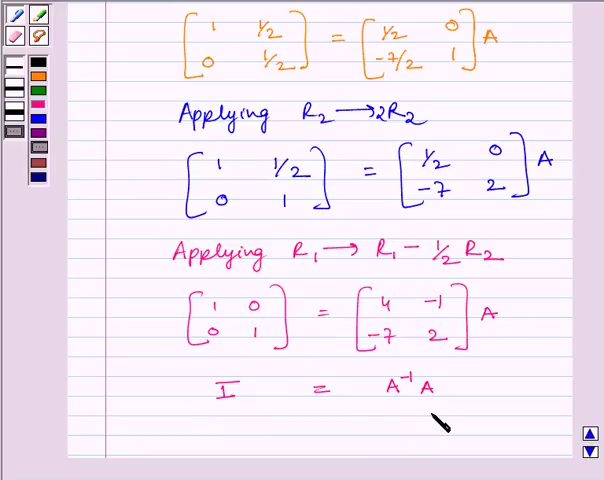 [1 1/2; 0 1/2] = [1/2 0; -7/2 1] A
Applying R₂ → 2R₂
[1 1/2; 0 1] = [1/2 0; -7 2] A
Applying R₁ → R₁ - 1/2 R₂
[1 0; 0 1] = [4 -1; -7 2] A
I = A⁻¹ A